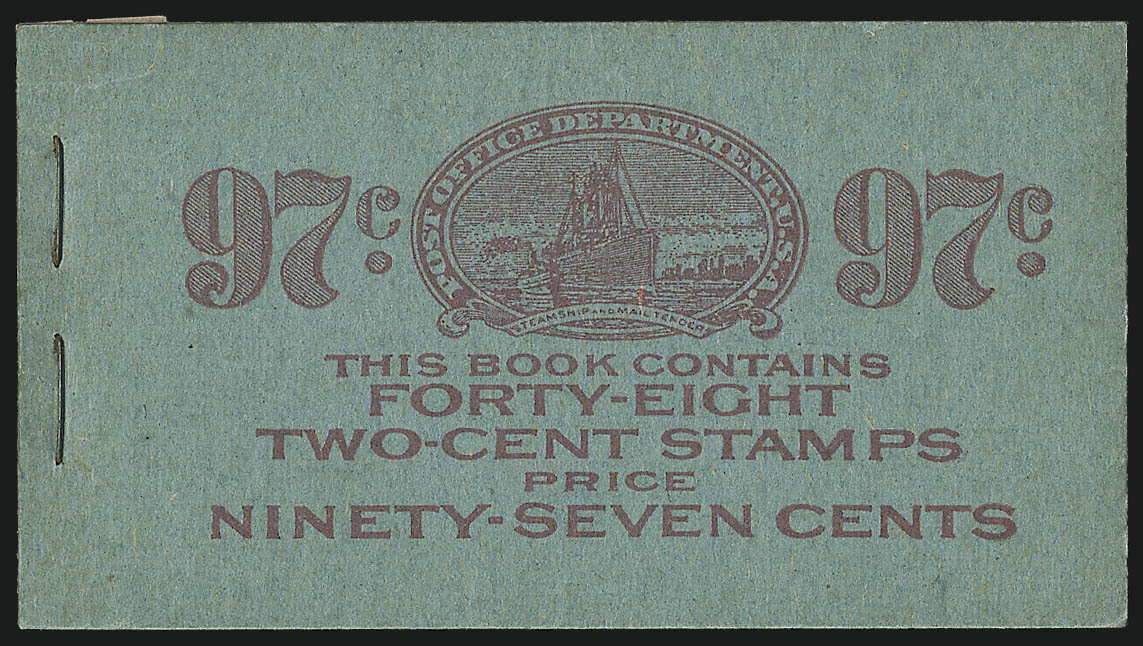 POST OFFICE DEPARTMENT, U.S.A.
97c.
97c.
STEAMSHIP AND MAIL TENDER
THIS BOOK CONTAINS
FORTY-EIGHT
TWO-CENT STAMPS
PRICE
NINETY-SEVEN CENTS